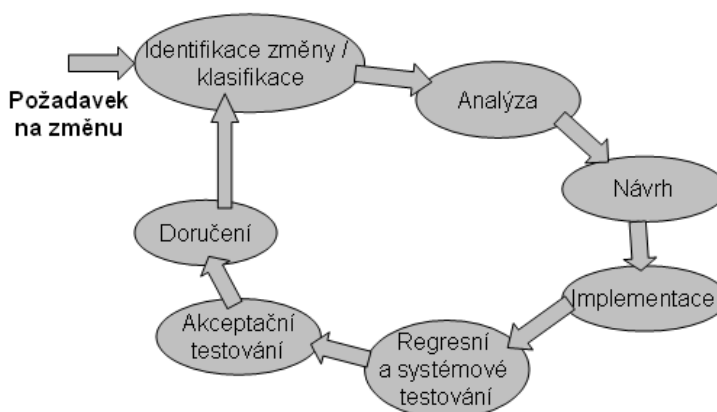 Požadavek
na změnu
Identifikace změny /
klasifikace
Analýza
Návrh
Implementace
Regresní
a systémové
testování
Akceptační
testování
Doručení